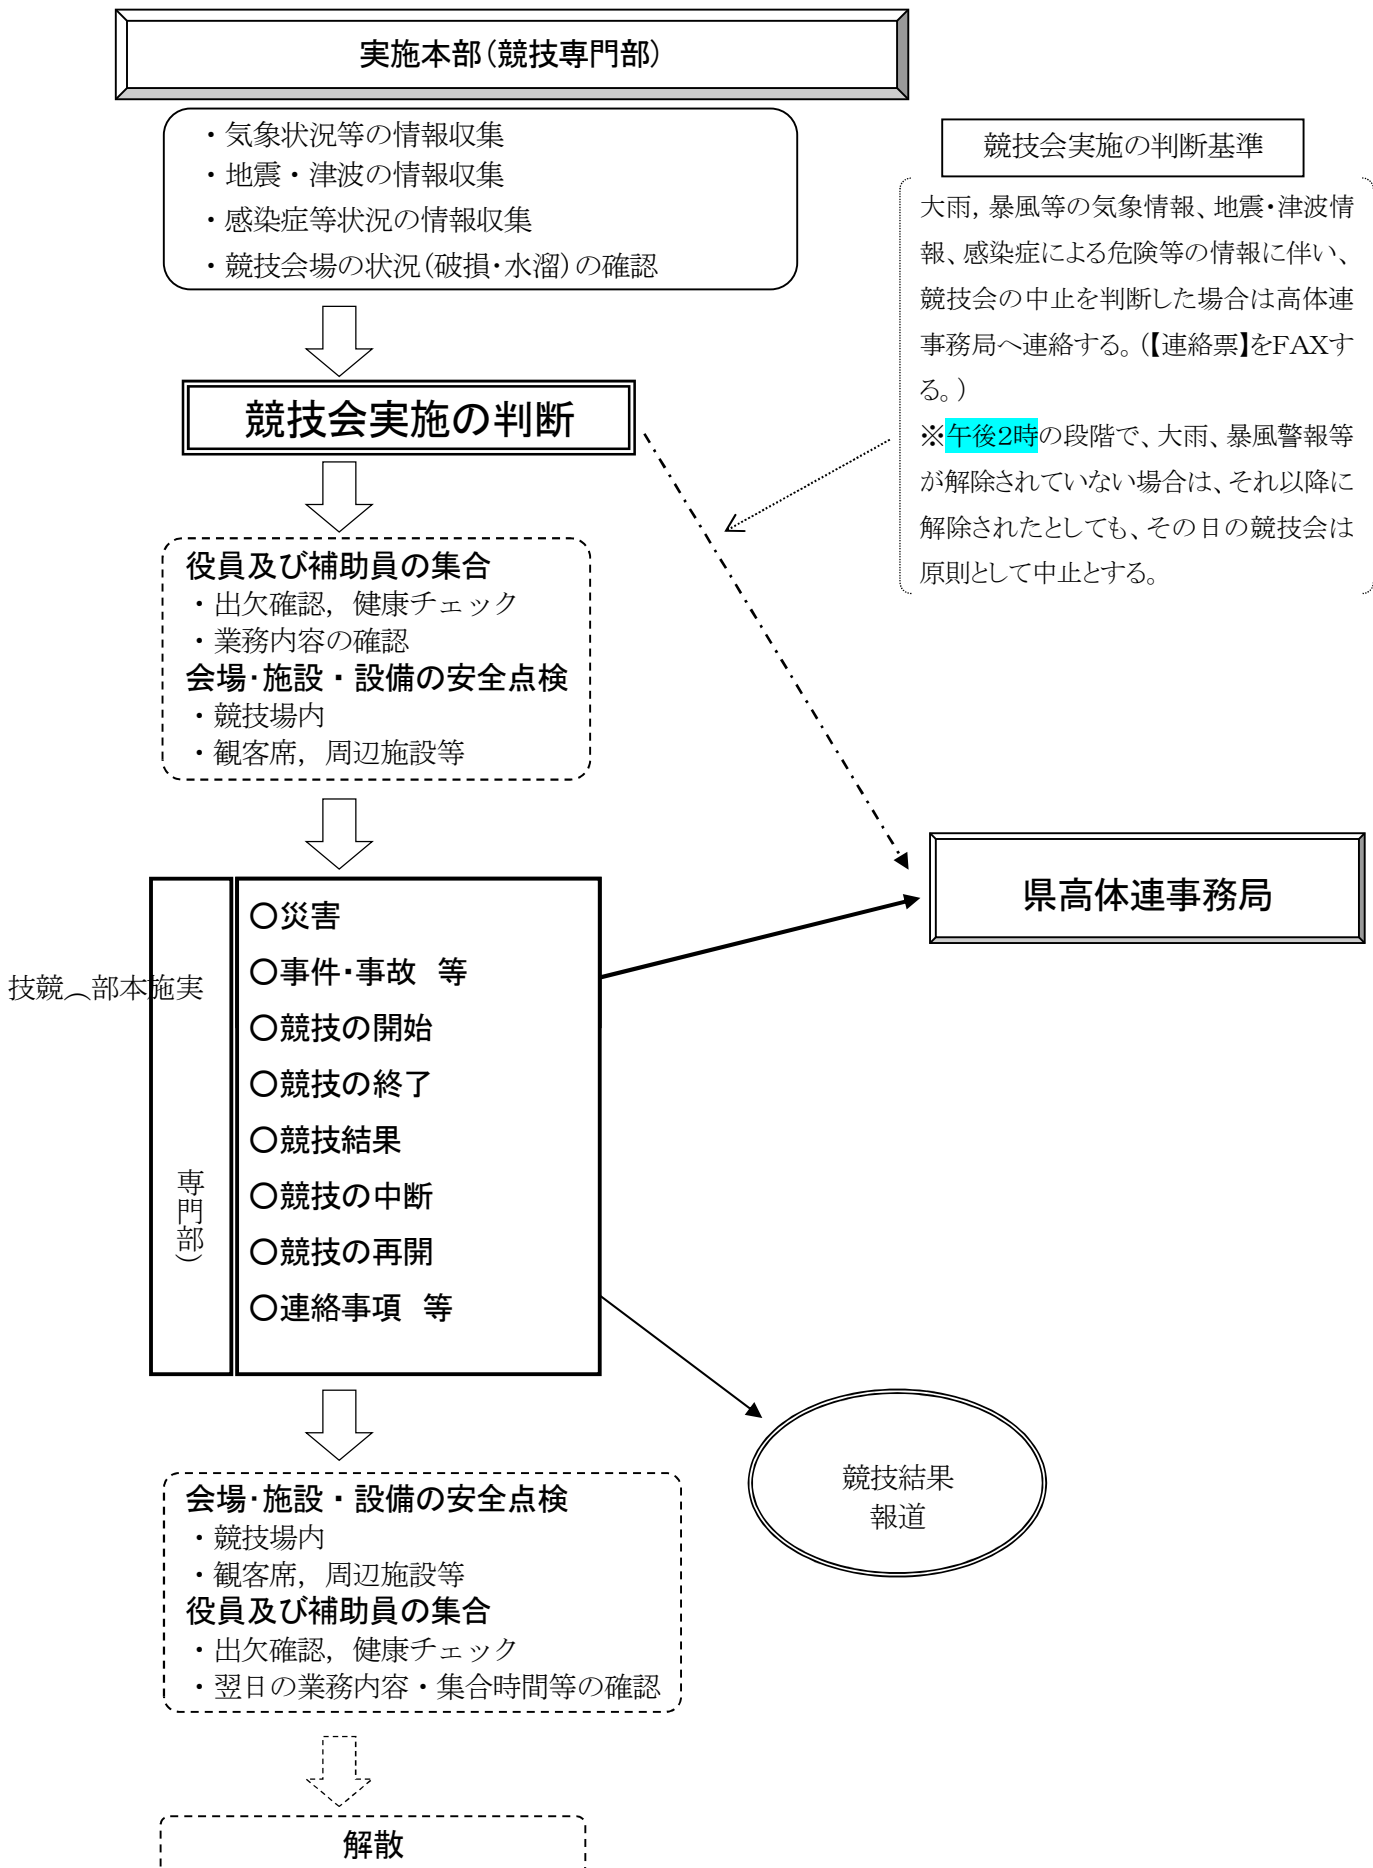 実施本部(競技専門部)
・気象状況等の情報収集
・地震・津波の情報収集
・感染症等状況の情報収集
・競技会場の状況(破損・水溜)の確認
競技会実施の判断基準
大雨,暴風等の気象情報、地震・津波情
報、感染症による危険等の情報に伴い、
競技会の中止を判断した場合は高体連
事務局へ連絡する。(【連絡票】をFAXす
る。)
※午後2時の段階で、大雨、暴風警報等
が解除されていない場合は、それ以降に
解除されたとしても、その日の競技会は
原則として中止とする。
競技会実施の判断
役員及び補助員の集合
・出欠確認,健康チェック
・業務内容の確認
会場・施設・設備の安全点検
・競技場内
・観客席,周辺施設等
県高体連事務局
技競︵部本施実
専門部)
○災害
○事件・事故 等
○競技の開始
○競技の終了
○競技結果
○競技の中断
○競技の再開
○連絡事項 等
競技結果
報道
会場・施設・設備の安全点検
・競技場内
・観客席,周辺施設等
役員及び補助員の集合
・出欠確認,健康チェック
・翌日の業務内容・集合時間等の確認
解散